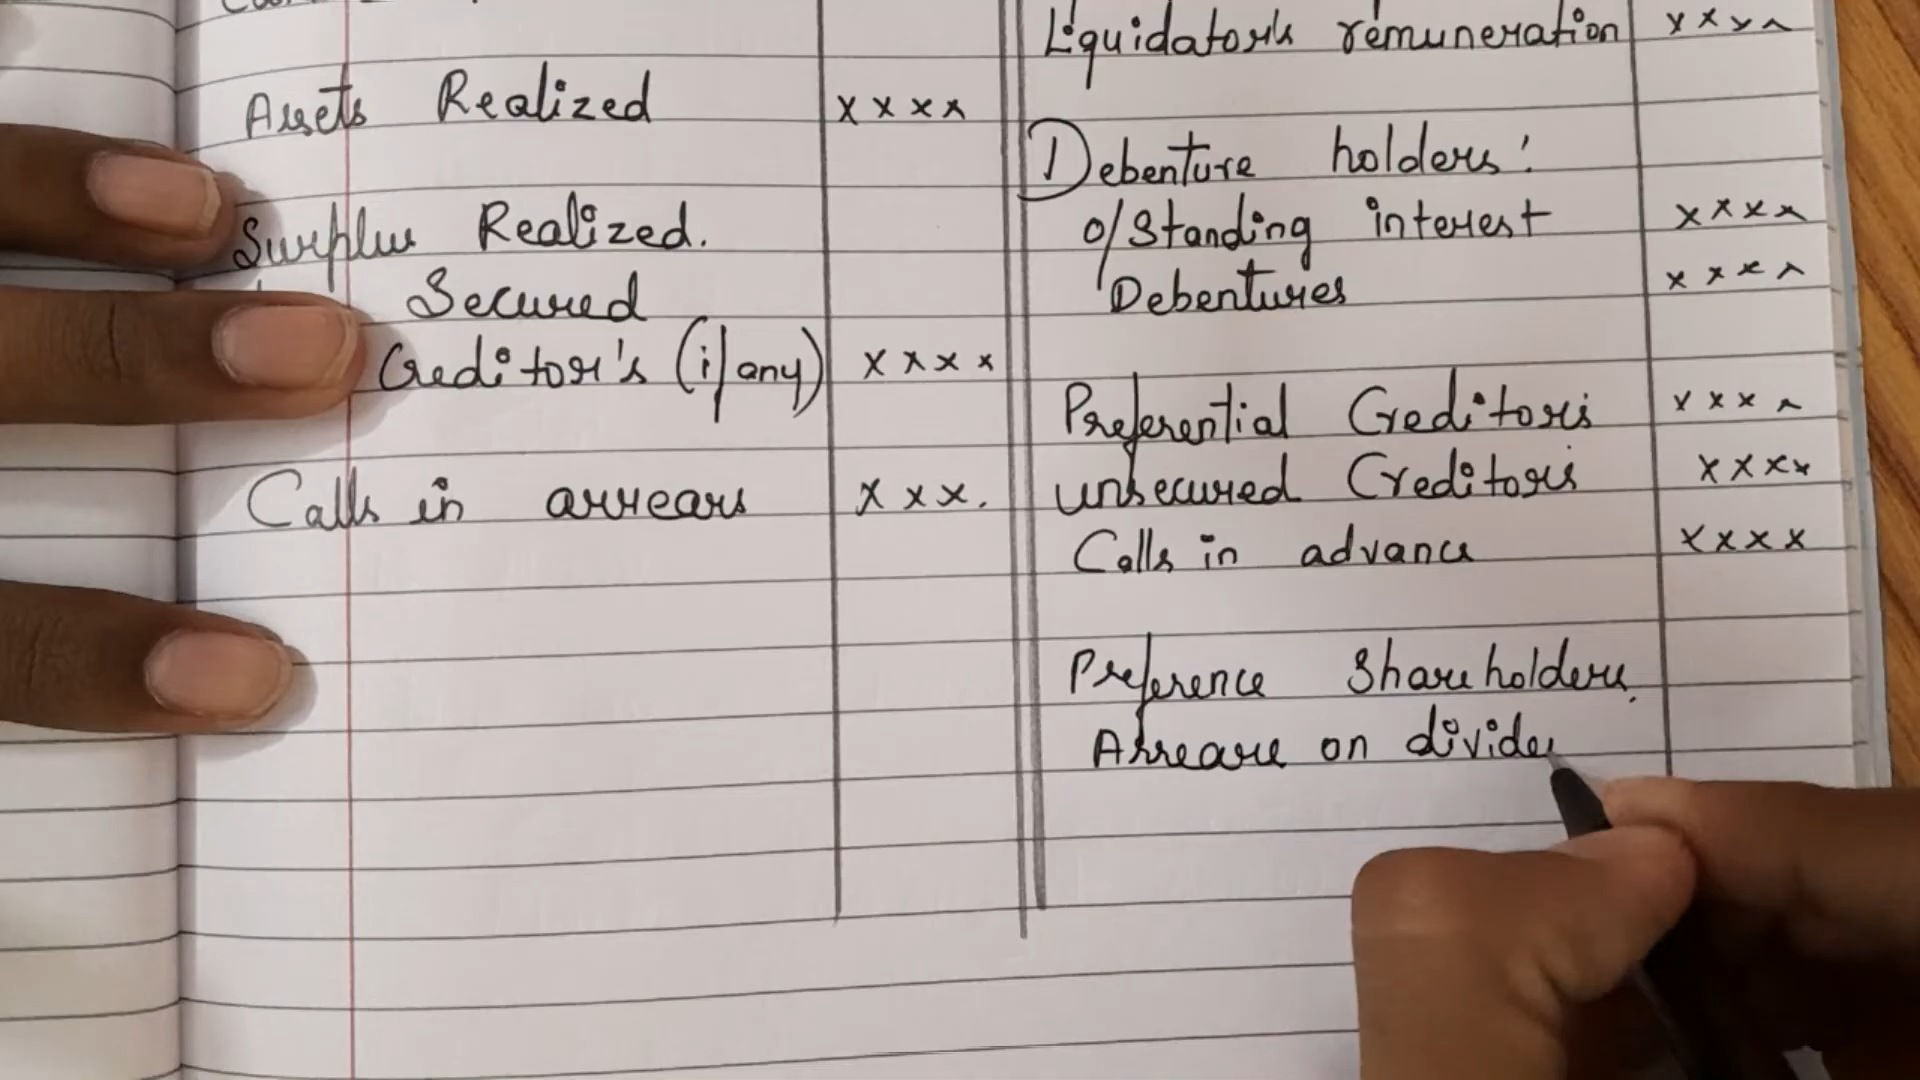 Assets Realized xxxx
Surplus Realized.
Secured
Creditor's (if any) xxxx
Calls in arrears xxx.
Liquidator's remuneration xxxx
Debenture holders:
o/standing interest xxxx
Debentures xxxx
Preferential Creditors xxxx
unsecured Creditors xxxx
Calls in advance xxxx
Preference Shareholders.
Arrears on divide